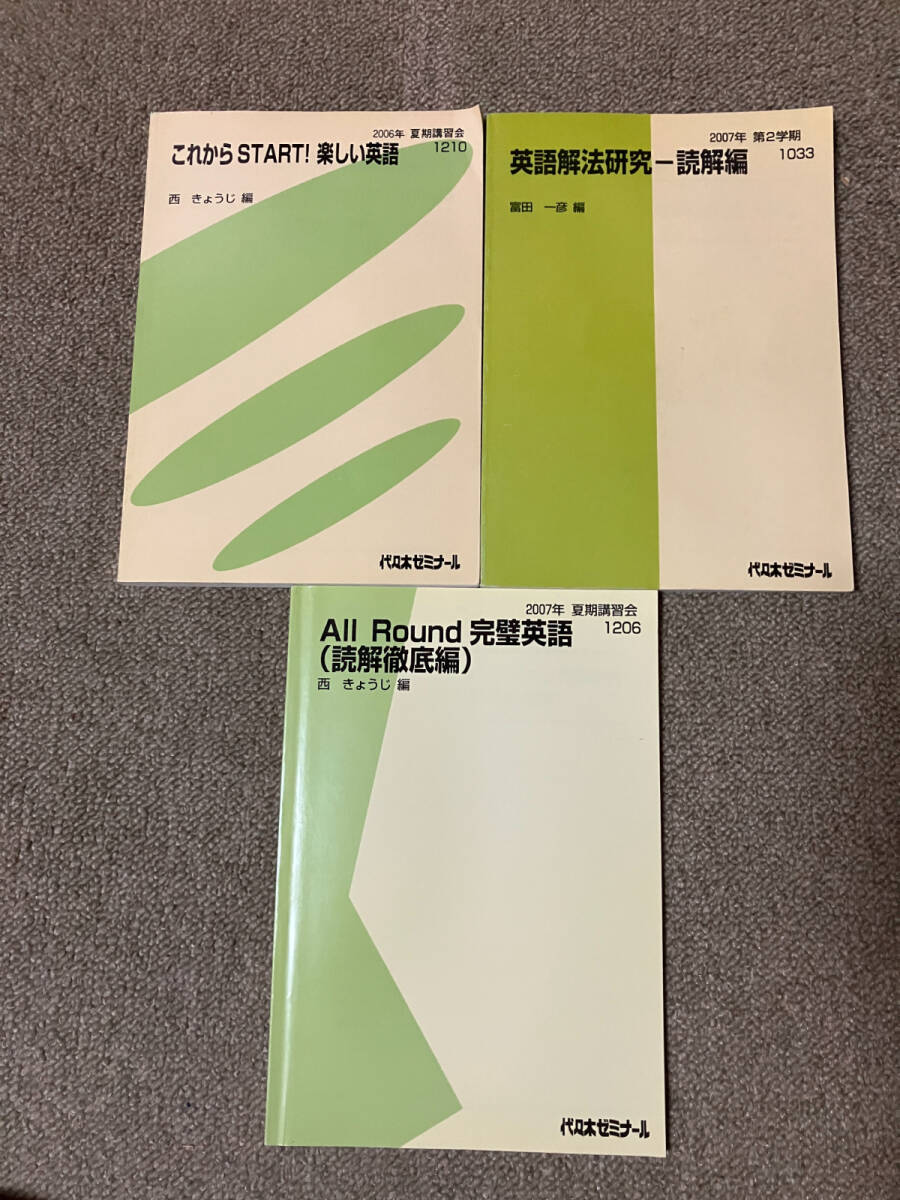 2006年 夏期講習会
これから START! 楽しい英語 1210
西 きょうじ 編
代々木ゼミナール
2007年 第2学期
英語解法研究－読解編 1033
富田 一彦 編
代々木ゼミナール
2007年 夏期講習会
All Round 完璧英語 1206
（読解徹底編）
西 きょうじ 編
代々木ゼミナール